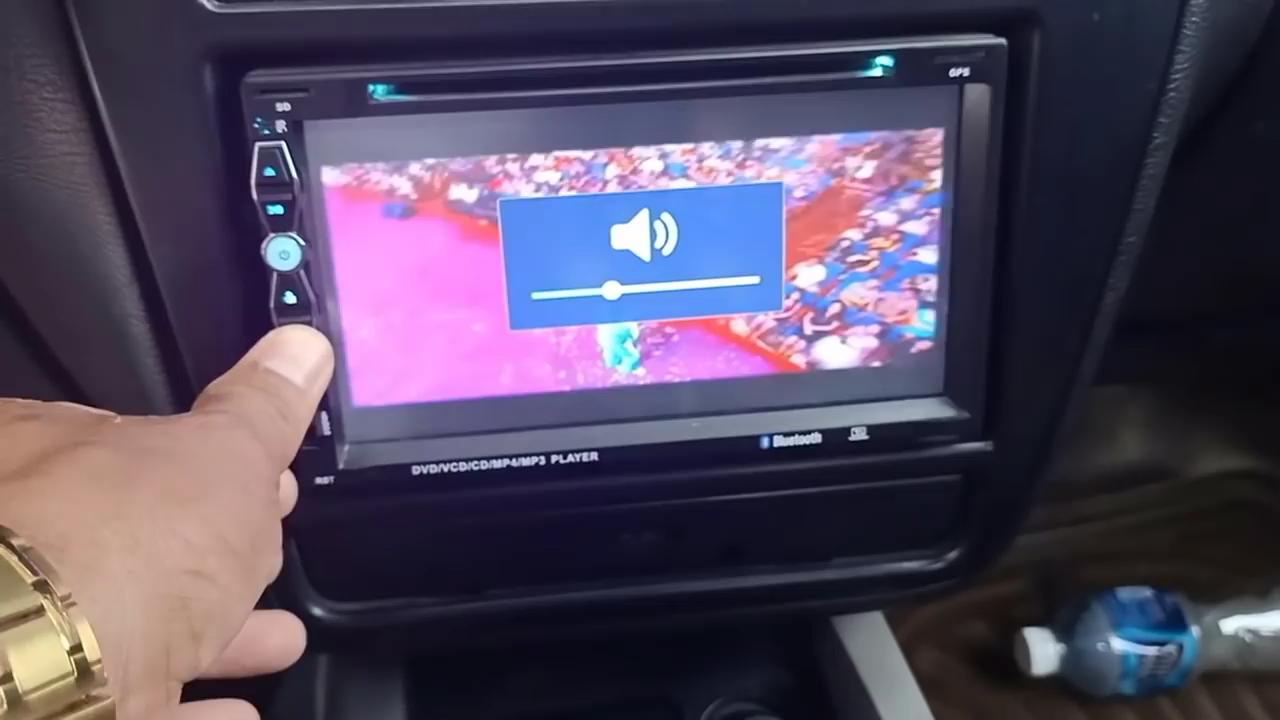 GPS
SD
IR
Bluetooth
DVD/VCD/CD/MP4/MP3 PLAYER
RST